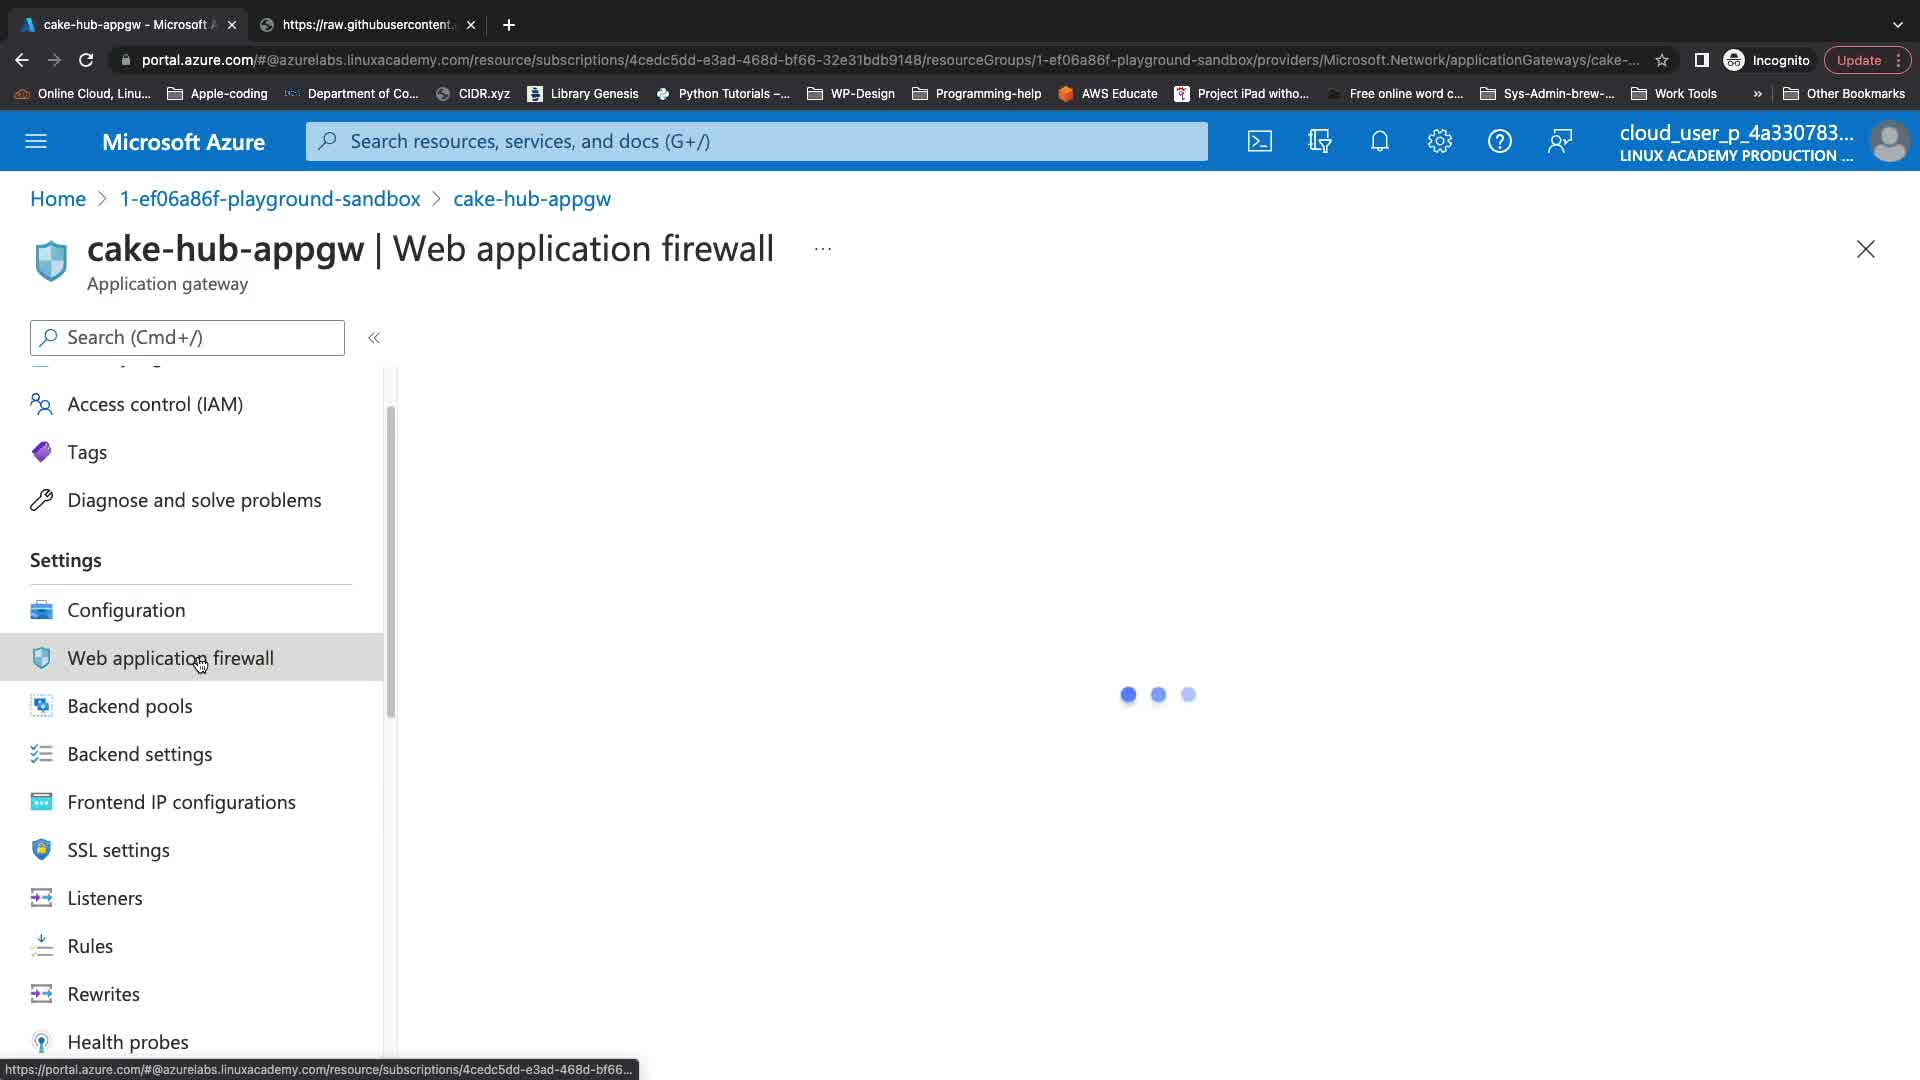 cake-hub-appgw - Microsoft A
https://raw.githubusercontent.
portal.azure.com/#@azurelabs.linuxacademy.com/resource/subscriptions/4cedc5dd-e3ad-468d-bf66-32e31bdb9148/resourceGroups/1-ef06a86f-playground-sandbox/providers/Microsoft.Network/applicationGateways/cake-...
Incognito
Update
Online Cloud, Linu...
Apple-coding
Department of Co...
CIDR.xyz
Library Genesis
Python Tutorials –...
WP-Design
Programming-help
AWS Educate
Project iPad witho...
Free online word c...
Sys-Admin-brew-...
Work Tools
»
Other Bookmarks
Microsoft Azure
Search resources, services, and docs (G+/)
cloud_user_p_4a330783...
LINUX ACADEMY PRODUCTION ...
Home > 1-ef06a86f-playground-sandbox > cake-hub-appgw
cake-hub-appgw | Web application firewall ...
Application gateway
Search (Cmd+/)
«
Access control (IAM)
Tags
Diagnose and solve problems
Settings
Configuration
Web application firewall
Backend pools
Backend settings
Frontend IP configurations
SSL settings
Listeners
Rules
Rewrites
Health probes
https://portal.azure.com/#@azurelabs.linuxacademy.com/resource/subscriptions/4cedc5dd-e3ad-468d-bf66...